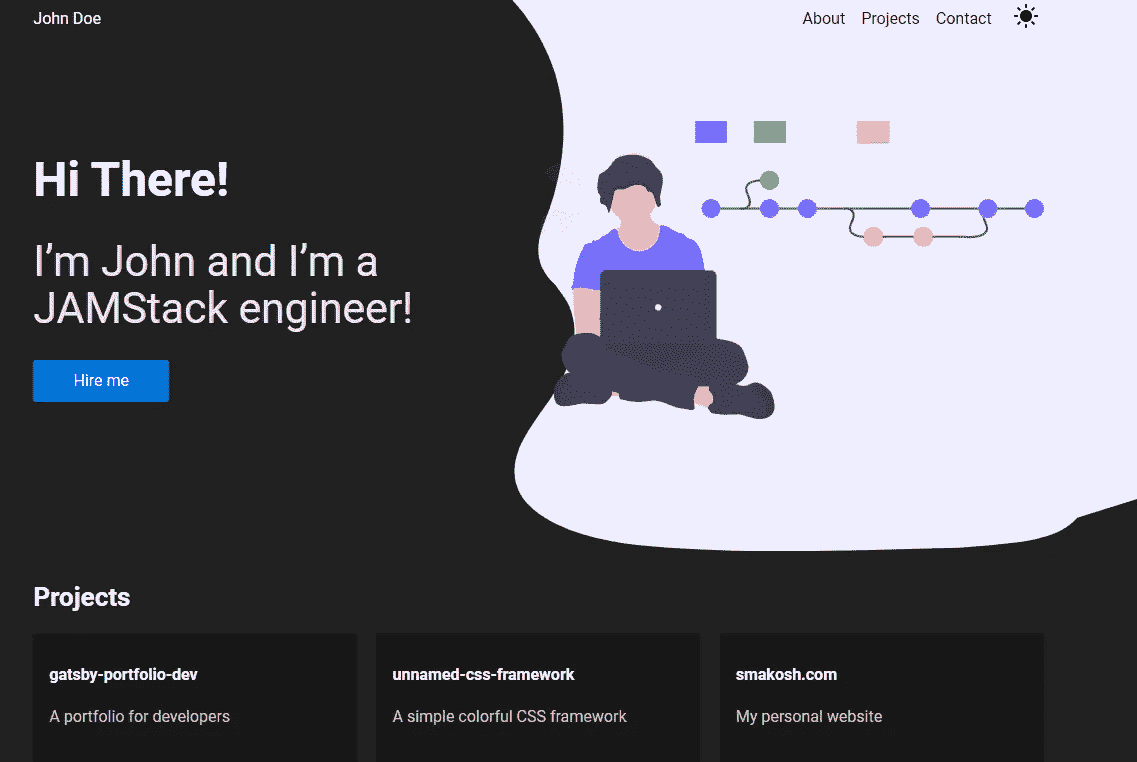 John Doe
About Projects Contact
Hi There!
I’m John and I’m a
JAMStack engineer!
Hire me
Projects
gatsby-portfolio-dev
A portfolio for developers
unnamed-css-framework
A simple colorful CSS framework
smakosh.com
My personal website